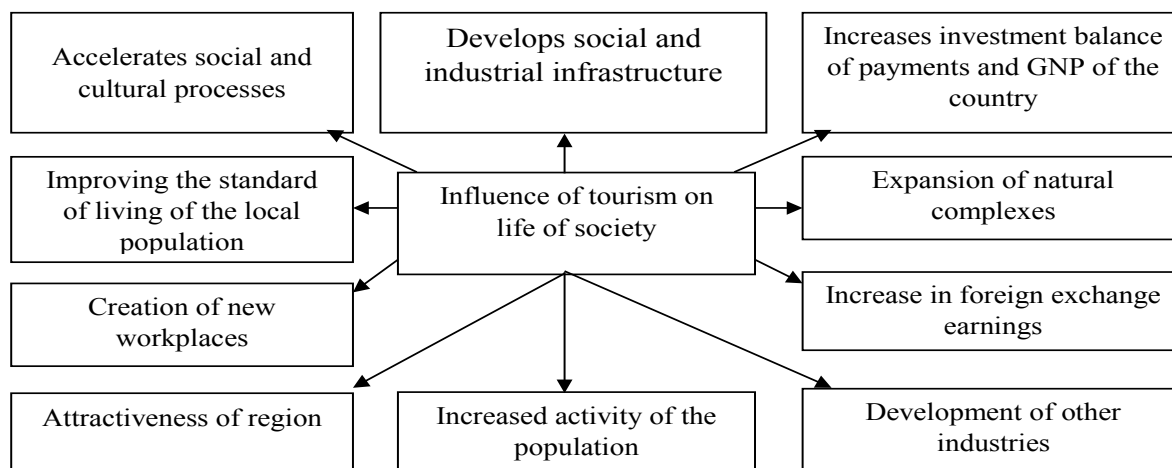 Accelerates social and
cultural processes
Develops social and
industrial infrastructure
Increases investment balance
of payments and GNP of the
country
Improving the standard
of living of the local
population
Influence of tourism on
life of society
Expansion of natural
complexes
Creation of new
workplaces
Increase in foreign exchange
earnings
Attractiveness of region
Increased activity of the
population
Development of other
industries